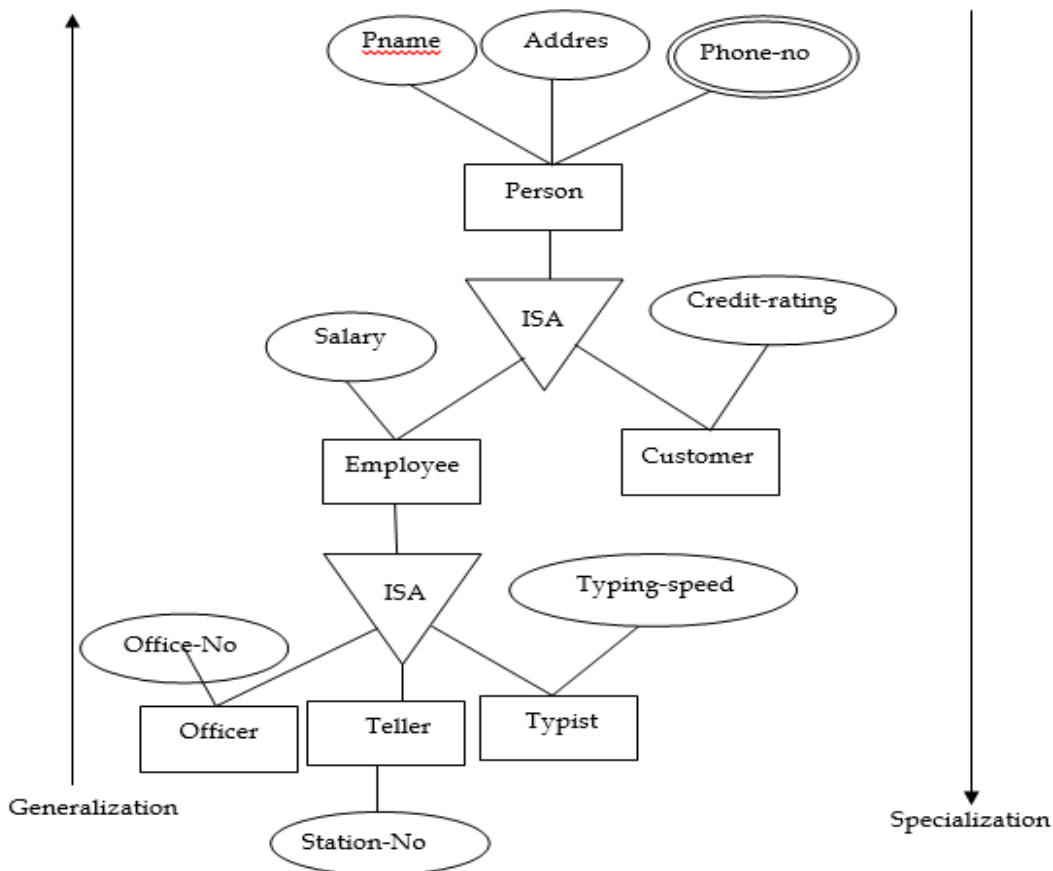 Pname
Addres
Phone-no
Person
ISA
Credit-rating
Salary
Employee
Customer
ISA
Typing-speed
Office-No
Officer
Teller
Typist
Generalization
Specialization
Station-No